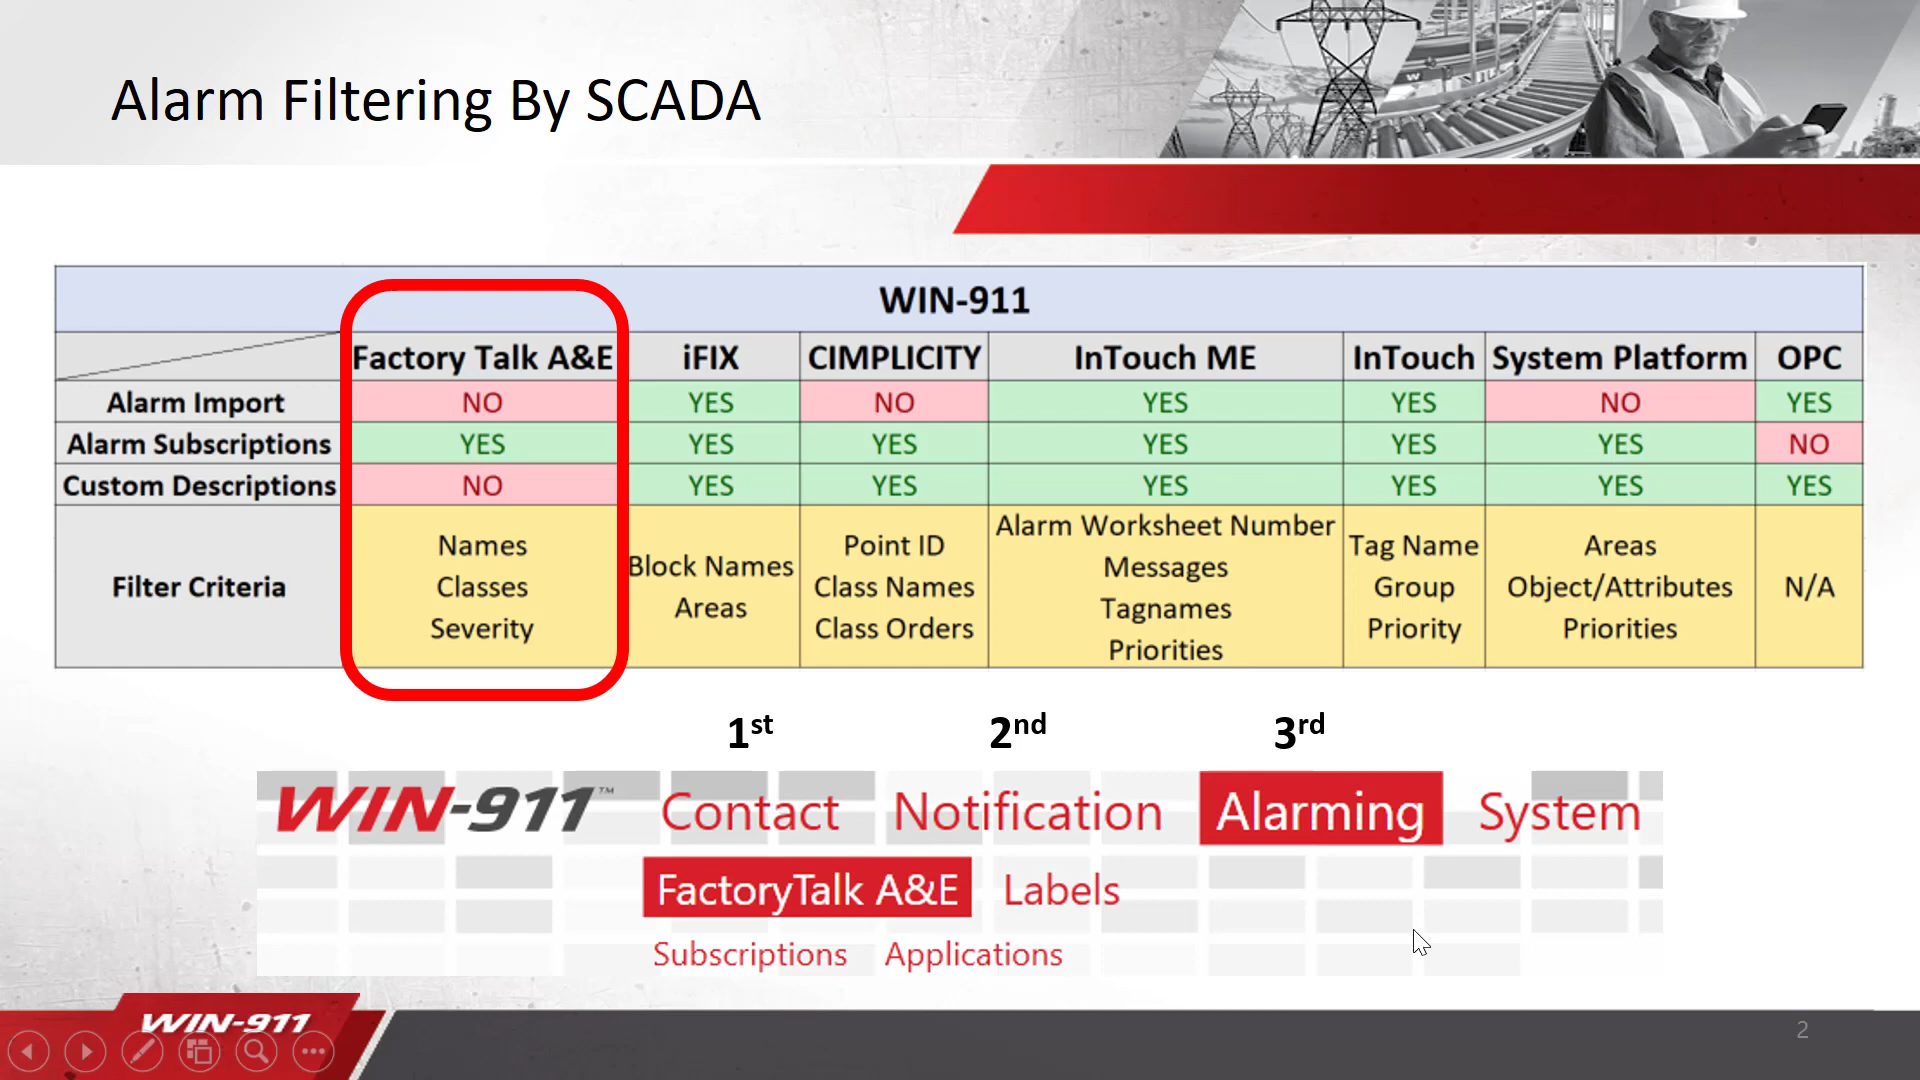 Alarm Filtering By SCADA
WIN-911
Factory Talk A&E iFIX CIMPLICITY InTouch ME InTouch System Platform OPC
Alarm Import NO YES NO YES YES NO YES
Alarm Subscriptions YES YES YES YES YES YES NO
Custom Descriptions NO YES YES YES YES YES YES
Filter Criteria
Names
Classes
Severity
Block Names
Areas
Point ID
Class Names
Class Orders
Alarm Worksheet Number
Messages
Tagnames
Priorities
Tag Name
Group
Priority
Areas
Object/Attributes
Priorities
N/A
1st 2nd 3rd
WIN-911™ Contact Notification Alarming System
FactoryTalk A&E Labels
Subscriptions Applications
WIN-911
2